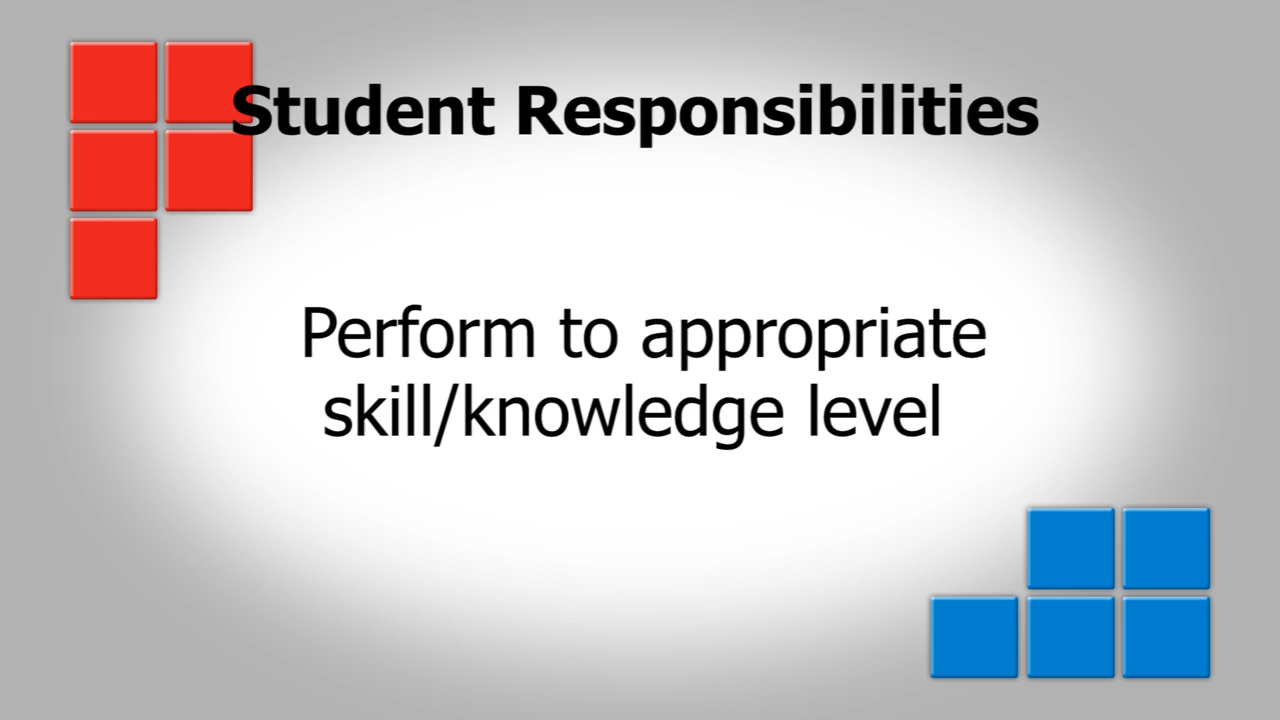 Student Responsibilities
Perform to appropriate
skill/knowledge level